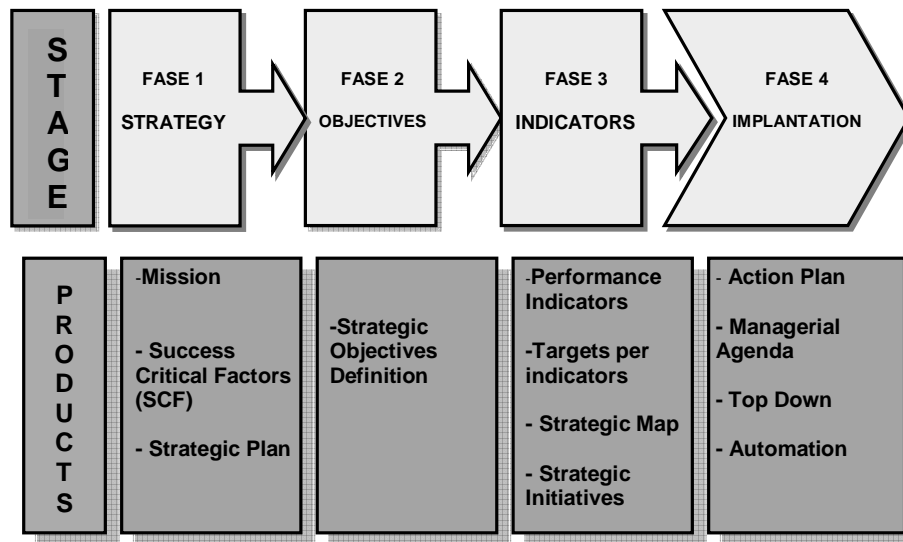 STAGE
FASE 1
STRATEGY
FASE 2
OBJECTIVES
FASE 3
INDICATORS
FASE 4
IMPLANTATION
PRODUCTS
-Mission
- Success
Critical Factors
(SCF)
- Strategic Plan
-Strategic
Objectives
Definition
-Performance
Indicators
-Targets per
indicators
- Strategic Map
- Strategic
Initiatives
- Action Plan
- Managerial
Agenda
- Top Down
- Automation